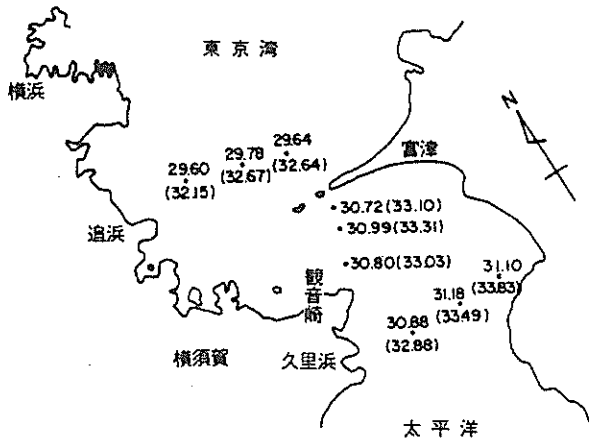 東京湾
横浜
N
富津
29.64
(32.64)
29.78
(32.67)
29.60
(32.15)
30.72(33.10)
30.99(33.31)
追浜
30.80(33.03)
31.10
(33.83)
観音崎
31.18
(33.49)
30.88
(32.88)
横須賀
久里浜
太平洋